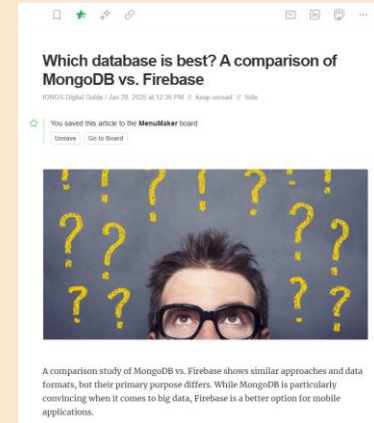 Which database is best? A comparison of
MongoDB vs. Firebase
IONOS Digital Guide / Jan 28, 2025 at 12:36 PM // keep unread // hide
You saved this article to the MenuMaker board
Unsave Go to Board
? ? ? ? ? ? ? ?
A comparison study of MongoDB vs. Firebase shows similar approaches and data
formats, but their primary purpose differs. While MongoDB is particularly
convincing when it comes to big data, Firebase is a better option for mobile
applications.